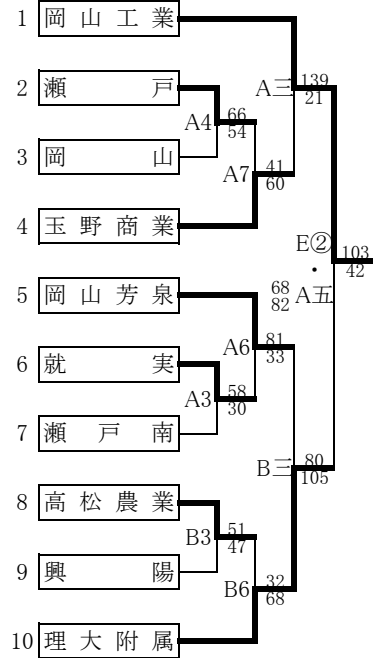 1 岡山工業
A三 139
21
2 瀬戸
A4 66
54
3 岡山
A7 41
60
4 玉野商業
E② 103
42
・
A五
68
82
5 岡山芳泉
A6 81
33
6 就実
A3 58
30
7 瀬戸南
B三 80
105
8 高松農業
B3 51
47
9 興陽
B6 32
68
10 理大附属